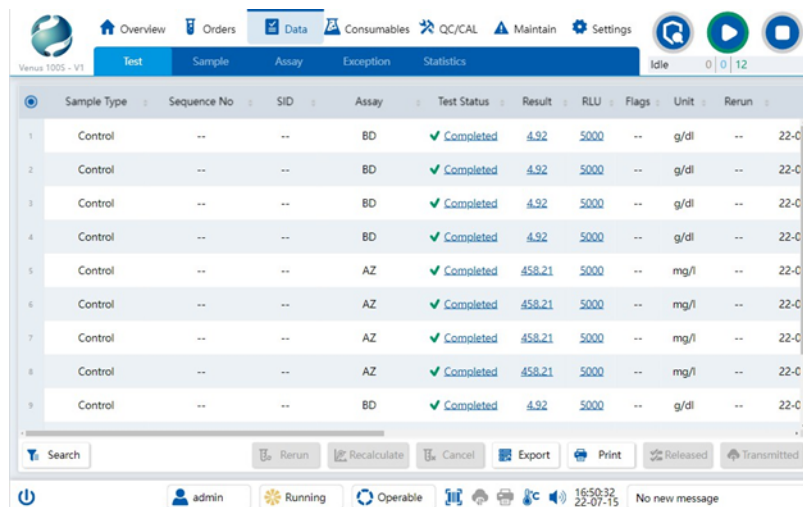 Overview Orders Data Consumables QC/CAL Maintain Settings
Venus 100S - V1 Test Sample Assay Exception Statistics Idle 0 0 12
Sample Type Sequence No SID Assay Test Status Result RLU Flags Unit Rerun
1 Control -- -- BD Completed 4.92 5000 -- g/dl -- 22-0
2 Control -- -- BD Completed 4.92 5000 -- g/dl -- 22-0
3 Control -- -- BD Completed 4.92 5000 -- g/dl -- 22-0
4 Control -- -- BD Completed 4.92 5000 -- g/dl -- 22-0
5 Control -- -- AZ Completed 458.21 5000 -- mg/l -- 22-0
6 Control -- -- AZ Completed 458.21 5000 -- mg/l -- 22-0
7 Control -- -- AZ Completed 458.21 5000 -- mg/l -- 22-0
8 Control -- -- AZ Completed 458.21 5000 -- mg/l -- 22-0
9 Control -- -- BD Completed 4.92 5000 -- g/dl -- 22-0
Search Rerun Recalculate Cancel Export Print Released Transmitted
admin Running Operable °C 16:50:32 No new message
22-07-15